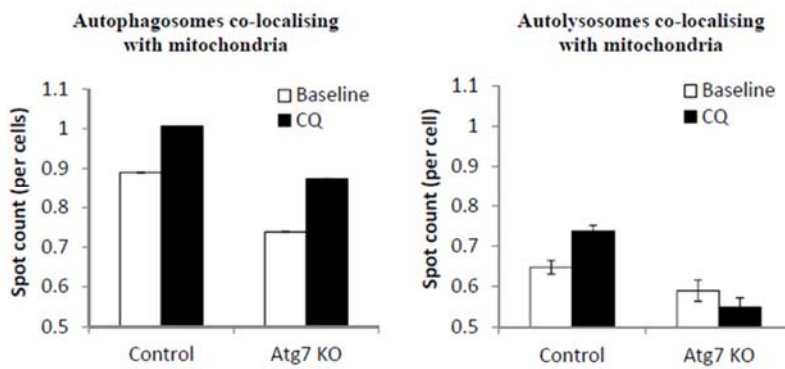 Autophagosomes co-localising
with mitochondria
Spot count (per cells)
1.1
1
0.9
0.8
0.7
0.6
0.5
Baseline
CQ
Control
Atg7 KO
Autolysosomes co-localising
with mitochondria
Spot count (per cell)
1.1
1
0.9
0.8
0.7
0.6
0.5
Baseline
CQ
Control
Atg7 KO